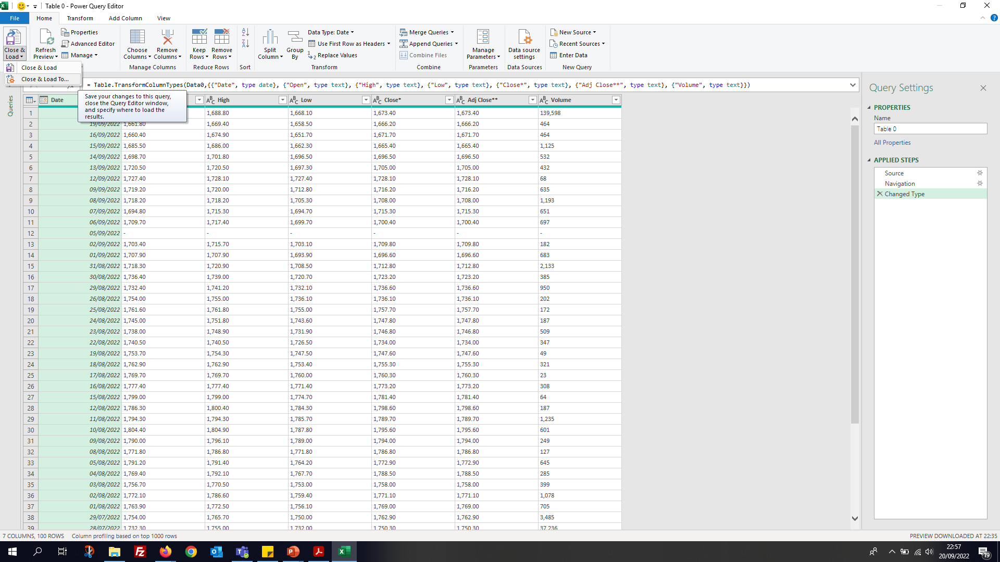 Table 0 - Power Query Editor
File Home Transform Add Column View
Close & Load
Refresh Preview
Properties
Advanced Editor
Manage
Choose Columns
Remove Columns
Manage Columns
Keep Rows
Remove Rows
Reduce Rows
Sort
Split Column
Group By
Data Type: Date
Use First Row as Headers
Replace Values
Transform
Merge Queries
Append Queries
Combine Files
Combine
Manage Parameters
Parameters
Data source settings
Data Sources
New Source
Recent Sources
Enter Data
New Query
Close & Load
Close & Load To...
= Table.TransformColumnTypes(Data0,{{"Date", type date}, {"Open", type text}, {"High", type text}, {"Low", type text}, {"Close*", type text}, {"Adj Close**", type text}, {"Volume", type text}})
Save your changes to this query,
close the Query Editor window,
and specify where to load the
results.
Queries
Date High Low Close* Adj Close** Volume
1 1,688.80 1,668.10 1,673.40 1,673.40 139,598
2 19/09/2022 1,661.80 1,669.40 1,658.50 1,666.20 1,666.20 464
3 16/09/2022 1,660.40 1,674.90 1,651.70 1,671.70 1,671.70 464
4 15/09/2022 1,685.50 1,686.00 1,662.30 1,665.40 1,665.40 1,125
5 14/09/2022 1,698.70 1,701.80 1,696.50 1,696.50 1,696.50 532
6 13/09/2022 1,720.50 1,720.50 1,697.30 1,705.00 1,705.00 432
7 12/09/2022 1,727.40 1,728.10 1,727.40 1,728.10 1,728.10 68
8 09/09/2022 1,719.20 1,720.00 1,712.80 1,716.20 1,716.20 635
9 08/09/2022 1,718.20 1,718.20 1,705.30 1,708.00 1,708.00 1,193
10 07/09/2022 1,694.80 1,715.30 1,694.70 1,715.30 1,715.30 651
11 06/09/2022 1,709.70 1,717.40 1,699.70 1,700.40 1,700.40 697
12 05/09/2022 - - - - - -
13 02/09/2022 1,703.40 1,715.70 1,703.10 1,709.80 1,709.80 182
14 01/09/2022 1,707.90 1,707.90 1,693.90 1,696.60 1,696.60 683
15 31/08/2022 1,718.30 1,720.90 1,708.50 1,712.80 1,712.80 2,133
16 30/08/2022 1,736.40 1,739.00 1,720.70 1,723.20 1,723.20 385
17 29/08/2022 1,732.40 1,741.20 1,732.10 1,736.60 1,736.60 950
18 26/08/2022 1,754.00 1,755.00 1,736.10 1,736.10 1,736.10 202
19 25/08/2022 1,761.60 1,761.80 1,755.00 1,757.70 1,757.70 172
20 24/08/2022 1,745.00 1,751.80 1,743.60 1,747.80 1,747.80 187
21 23/08/2022 1,738.00 1,748.90 1,731.90 1,746.80 1,746.80 509
22 22/08/2022 1,740.50 1,740.50 1,726.50 1,734.00 1,734.00 347
23 19/08/2022 1,753.70 1,754.30 1,747.50 1,747.60 1,747.60 49
24 18/08/2022 1,762.90 1,762.90 1,753.40 1,755.30 1,755.30 321
25 17/08/2022 1,769.70 1,769.70 1,760.00 1,760.30 1,760.30 23
26 16/08/2022 1,777.40 1,777.40 1,771.40 1,773.20 1,773.20 308
27 15/08/2022 1,799.00 1,799.00 1,774.70 1,781.40 1,781.40 64
28 12/08/2022 1,786.30 1,800.40 1,784.30 1,798.60 1,798.60 187
29 11/08/2022 1,794.30 1,794.30 1,785.70 1,789.70 1,789.70 1,235
30 10/08/2022 1,804.40 1,804.90 1,787.80 1,795.60 1,795.60 601
31 09/08/2022 1,790.00 1,796.10 1,789.00 1,794.00 1,794.00 249
32 08/08/2022 1,771.80 1,786.80 1,771.80 1,786.80 1,786.80 127
33 05/08/2022 1,791.20 1,791.40 1,764.20 1,772.90 1,772.90 645
34 04/08/2022 1,769.40 1,792.10 1,767.70 1,788.50 1,788.50 285
35 03/08/2022 1,756.70 1,770.50 1,753.00 1,758.00 1,758.00 399
36 02/08/2022 1,772.10 1,786.60 1,759.40 1,771.10 1,771.10 1,078
37 01/08/2022 1,763.90 1,772.50 1,756.10 1,769.00 1,769.00 705
38 29/07/2022 1,754.00 1,765.70 1,750.00 1,762.90 1,762.90 3,485
39 28/07/2022 1,732.30 1,755.00 1,732.00 1,750.30 1,750.30 37,236
Query Settings
PROPERTIES
Name
Table 0
All Properties
APPLIED STEPS
Source
Navigation
Changed Type
7 COLUMNS, 100 ROWS Column profiling based on top 1000 rows PREVIEW DOWNLOADED AT 22:35
22:57
20/09/2022
19